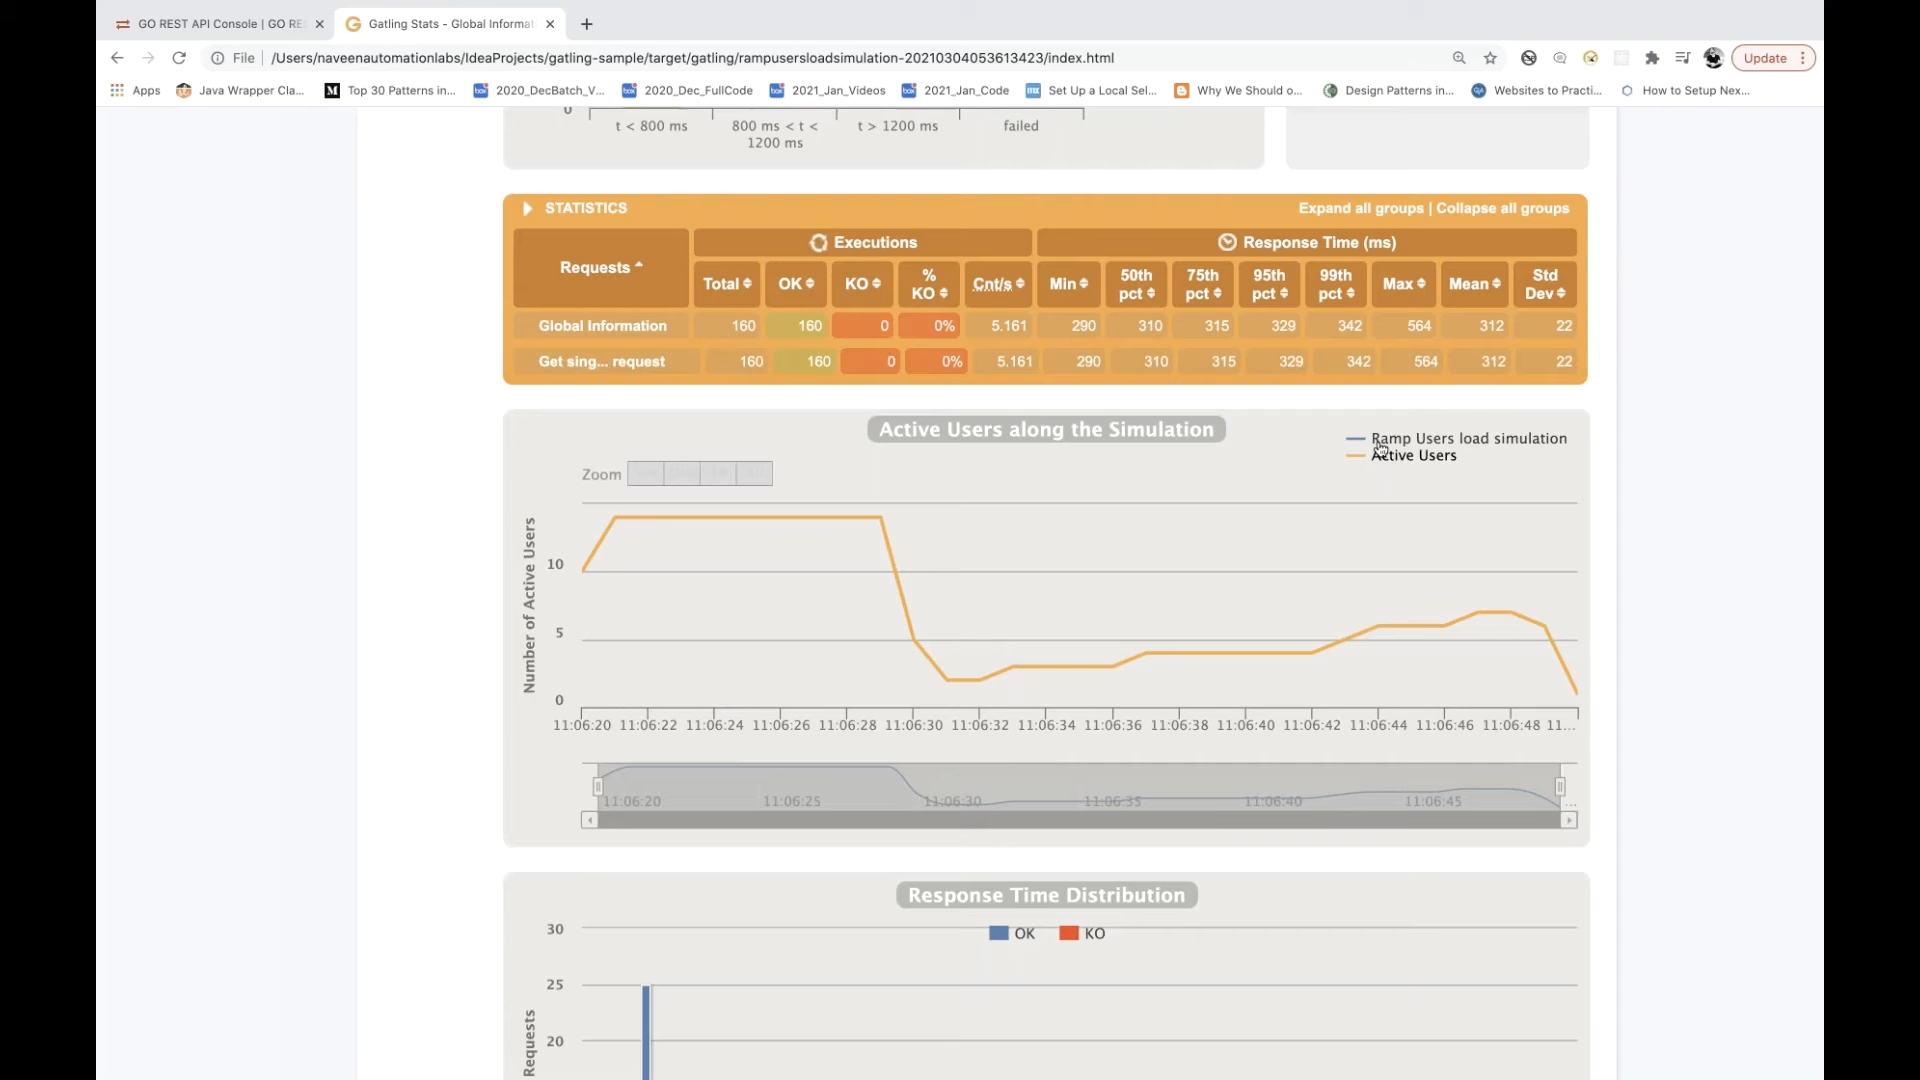 GO REST API Console | GO RE
Gatling Stats - Global Informat
File
/Users/naveenautomationlabs/IdeaProjects/gatling-sample/target/gatling/rampusersloadsimulation-20210304053613423/index.html
Update
Apps
Java Wrapper Cla...
Top 30 Patterns in...
2020_DecBatch_V...
2020_Dec_FullCode
2021_Jan_Videos
2021_Jan_Code
Set Up a Local Sel...
Why We Should o...
Design Patterns in...
Websites to Practi...
How to Setup Nex...
0
t < 800 ms
800 ms < t <
1200 ms
t > 1200 ms
failed
STATISTICS
Expand all groups | Collapse all groups
Requests
Executions
Response Time (ms)
Total
OK
KO
%
KO
Cnt/s
Min
50th
pct
75th
pct
95th
pct
99th
pct
Max
Mean
Std
Dev
Global Information 160 160 0 0% 5.161 290 310 315 329 342 564 312 22
Get sing... request 160 160 0 0% 5.161 290 310 315 329 342 564 312 22
Active Users along the Simulation
Ramp Users load simulation
Active Users
Zoom
Number of Active Users
10
5
0
11:06:20 11:06:22 11:06:24 11:06:26 11:06:28 11:06:30 11:06:32 11:06:34 11:06:36 11:06:38 11:06:40 11:06:42 11:06:44 11:06:46 11:06:48 11...
11:06:20 11:06:25 11:06:30 11:06:35 11:06:40 11:06:45 ...
Response Time Distribution
OK
KO
30
25
20
Requests